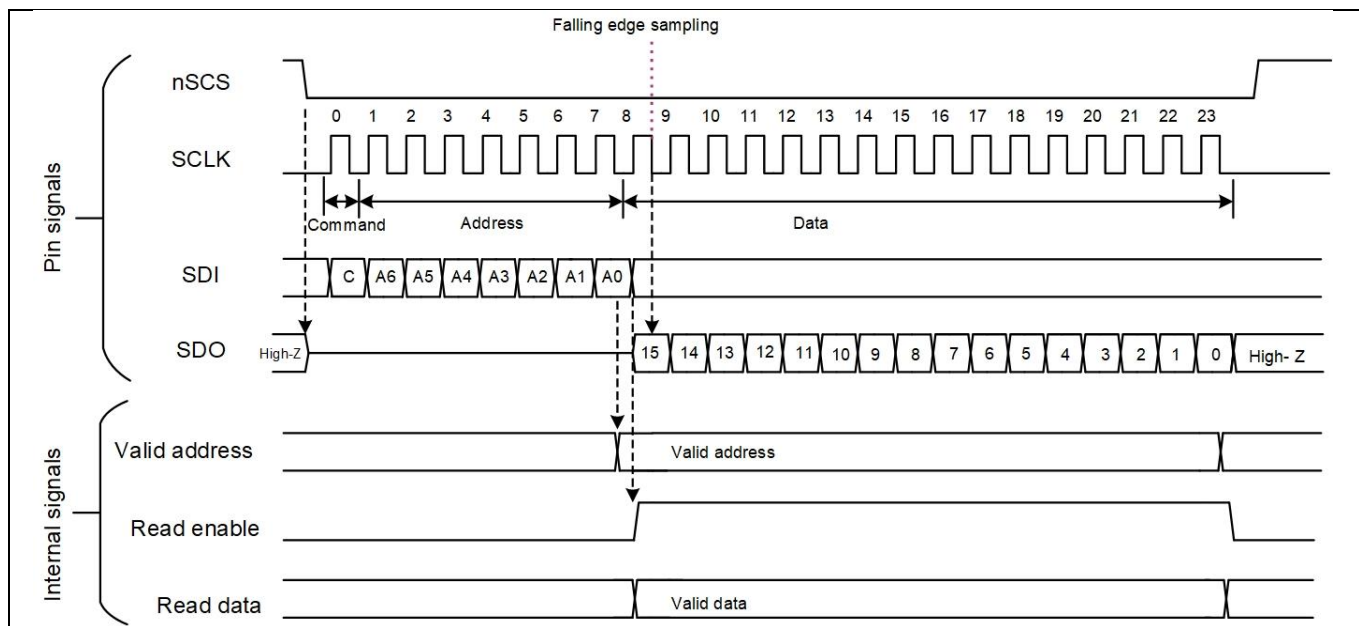 Falling edge sampling
nSCS
0 1 2 3 4 5 6 7 8 9 10 11 12 13 14 15 16 17 18 19 20 21 22 23
SCLK
Command Address Data
SDI C A6 A5 A4 A3 A2 A1 A0
SDO High-Z 15 14 13 12 11 10 9 8 7 6 5 4 3 2 1 0 High- Z
Pin signals
Valid address Valid address
Read enable
Read data Valid data
Internal signals